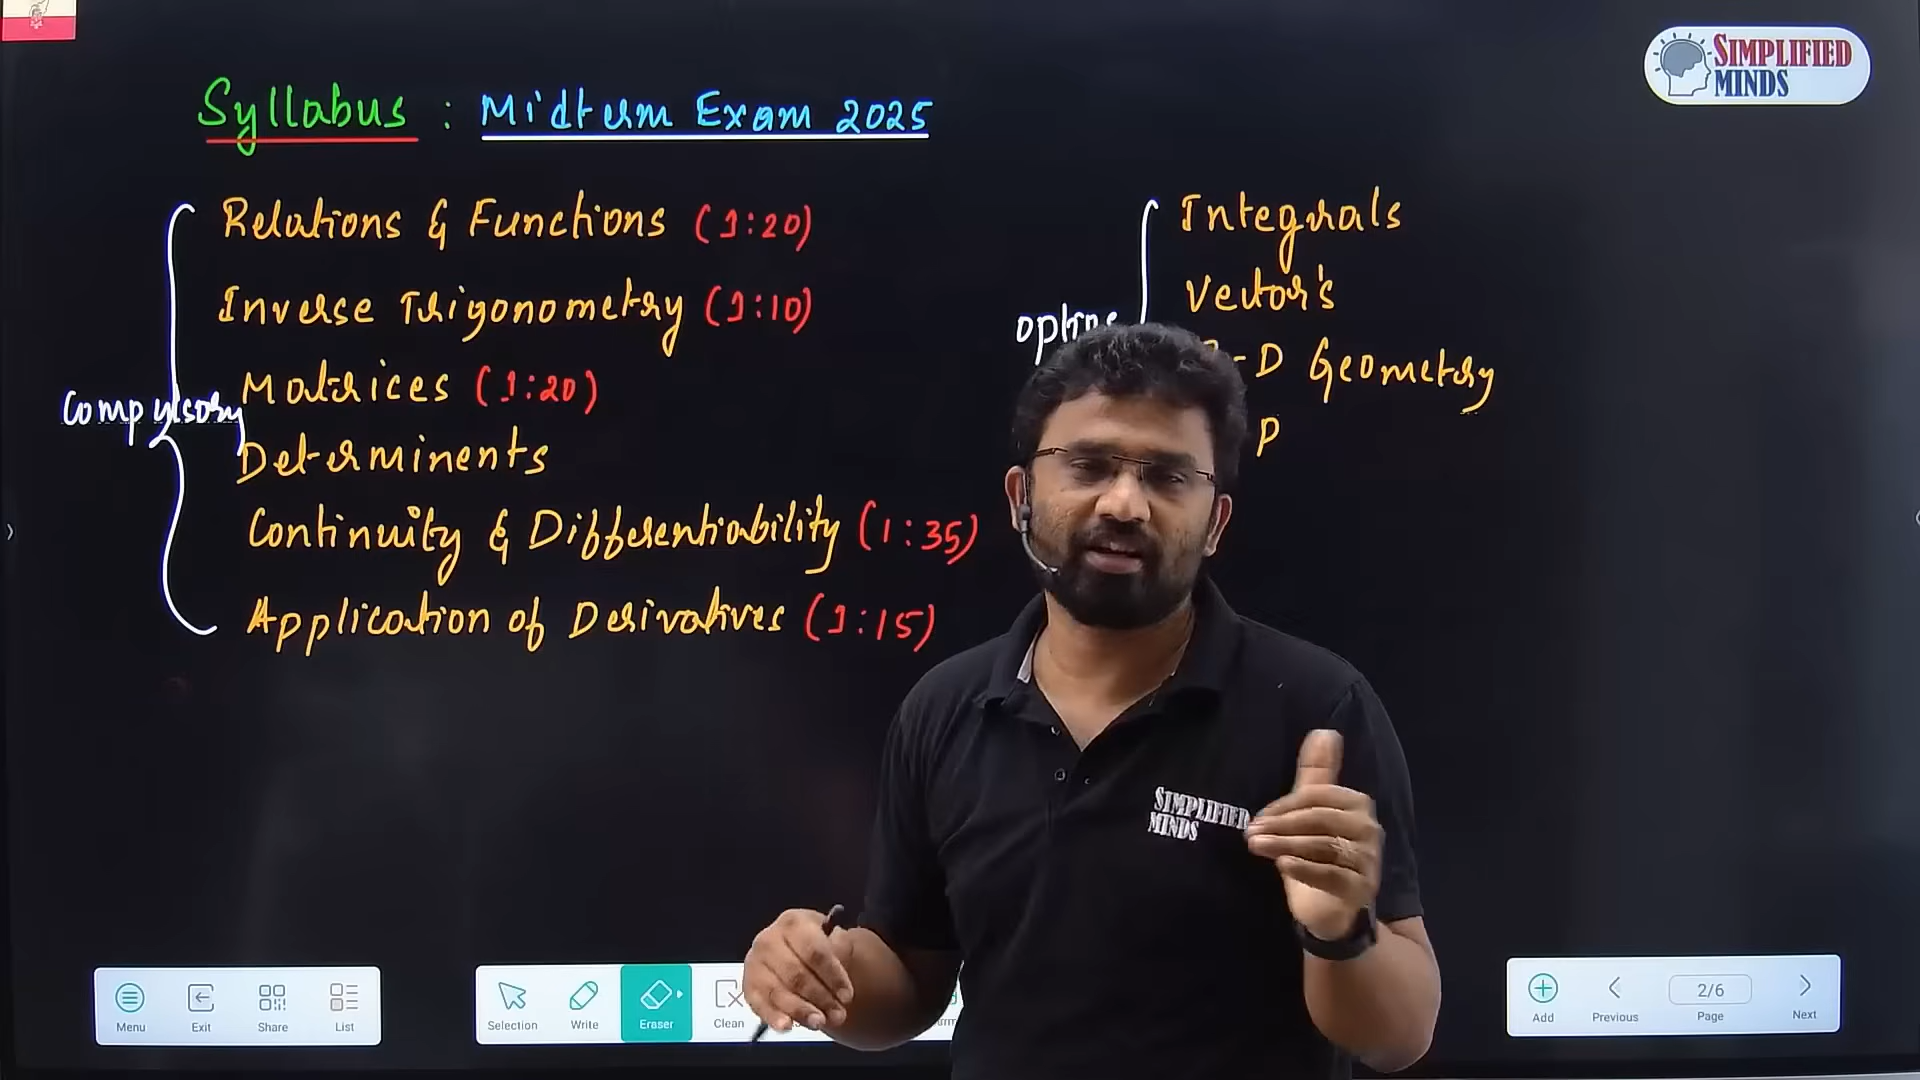 SIMPLIFIED
MINDS
Syllabus : Midterm Exam 2025
Relations & Functions (1:20)
Inverse Trigonometry (1:10)
Matrices (1:20)
Compulsory
Determinents
Continuity & Differentiability (1:35)
Application of Derivatives (1:15)
Integrals
Vector's
-D Geometry
P
SIMPLIFIED
MINDS
Menu
Exit
Share
List
Selection
Write
Eraser
Clean
Add
Previous
2/6
Page
Next